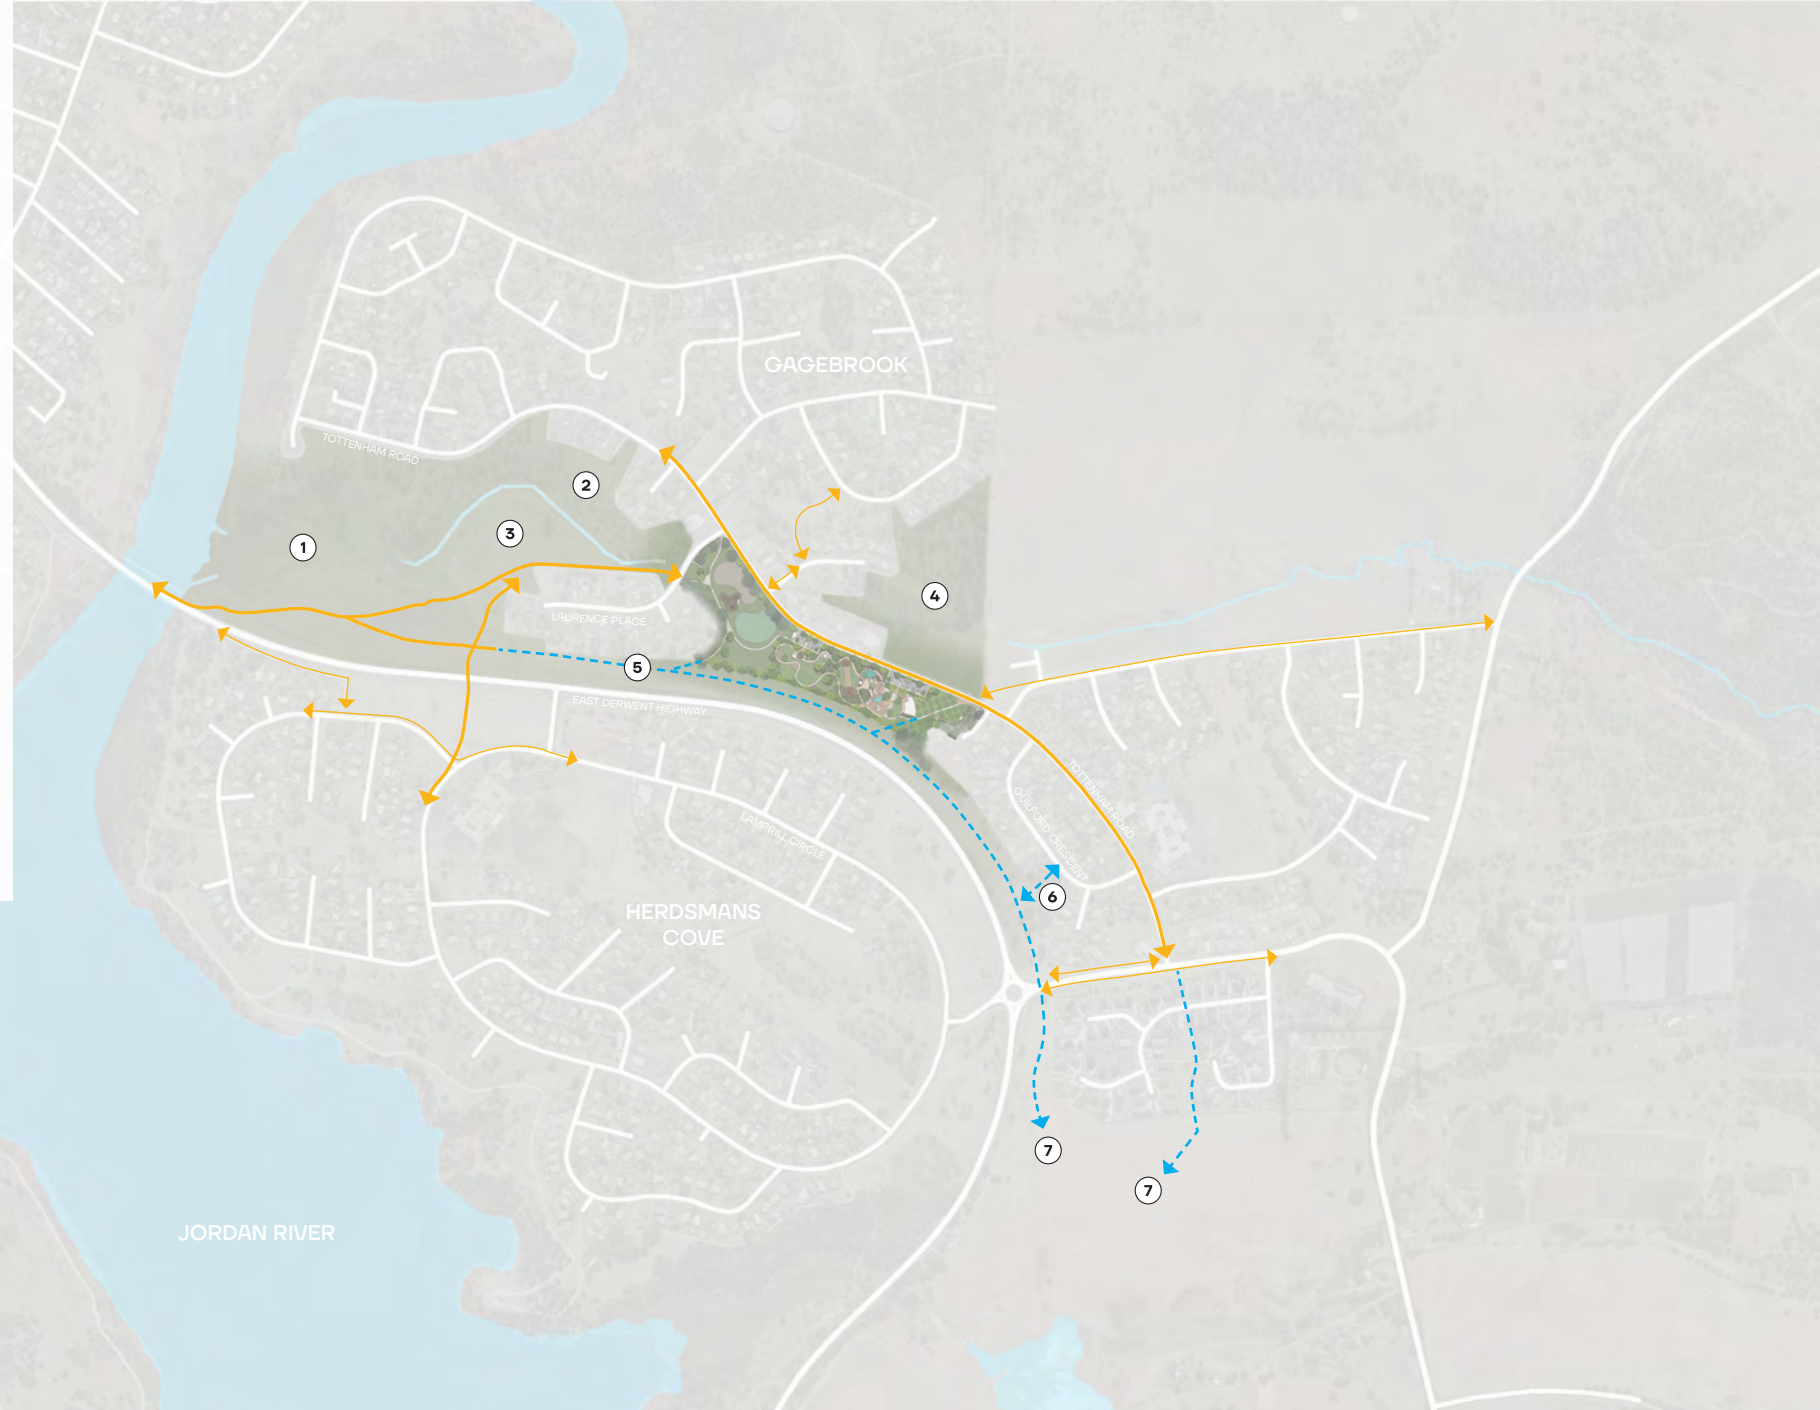 GAGEBROOK
TOTTENHAM ROAD
2
3
1
4
LAURENCE PLACE
5
EAST DERWENT HIGHWAY
TOTTENHAM ROAD
GUILFORD CRESCENT
LAMPRILL CIRCLE
6
HERDSMANS
COVE
7
7
JORDAN RIVER